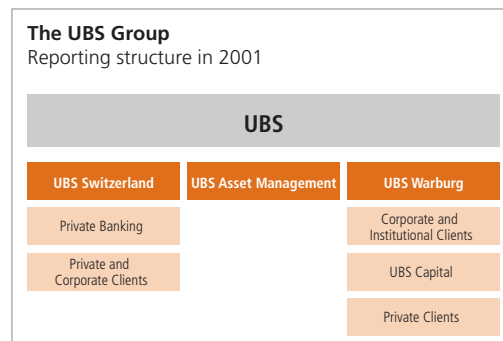 The UBS Group
Reporting structure in 2001
UBS
UBS Switzerland
UBS Asset Management
UBS Warburg
Private Banking
Corporate and
Institutional Clients
Private and
Corporate Clients
UBS Capital
Private Clients